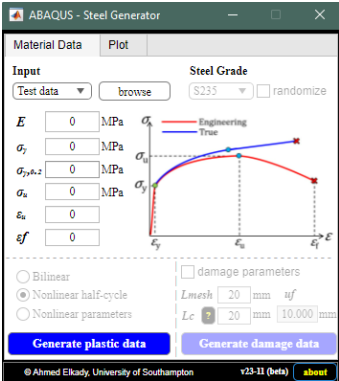 ABAQUS - Steel Generator
Material Data Plot
Input Steel Grade
Test data browse S235 randomize
E 0 MPa
σy 0 MPa
σy,0.2 0 MPa
σu 0 MPa
εu 0
εf 0
σ
Engineering
True
σu
σy
εy εu εf ε
Bilinear
Nonlinear half-cycle
Nonlinear parameters
damage parameters
Lmesh 20 mm uf
Lc ? 20 mm 10.000 mm
Generate plastic data Generate damage data
© Ahmed Elkady, University of Southampton v23-11 (beta) about